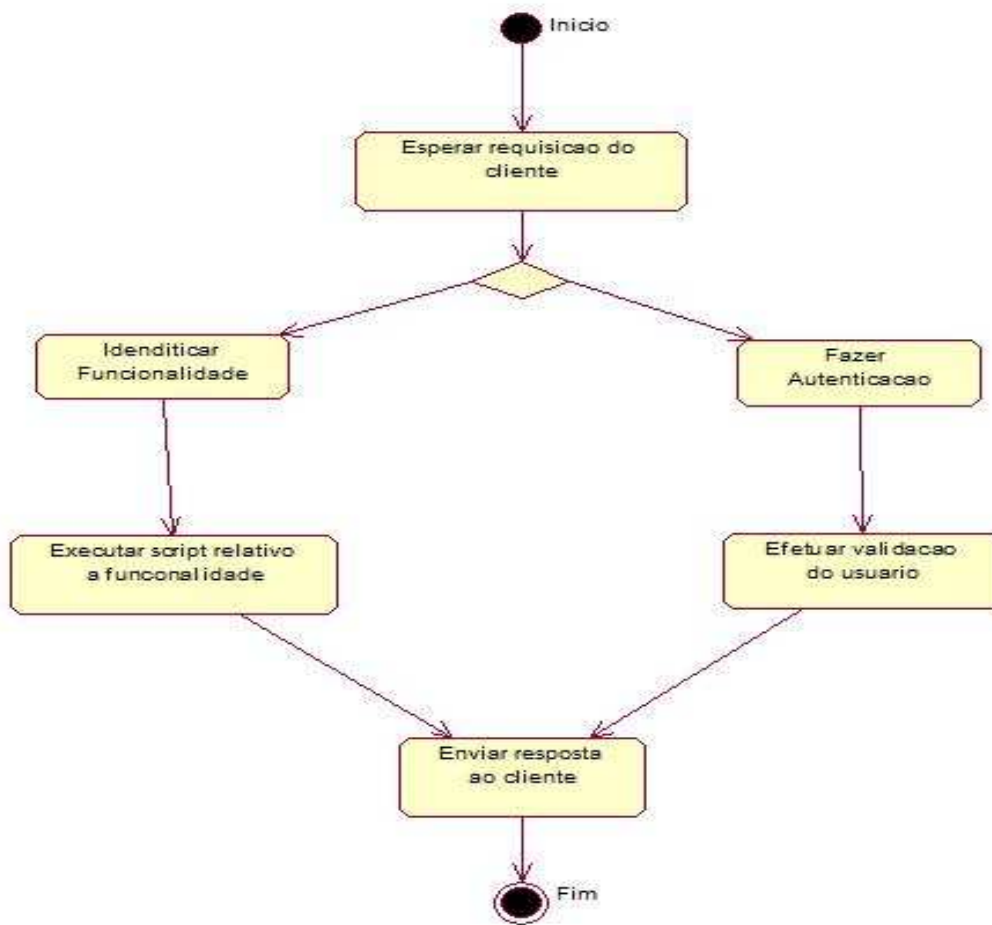 Inicio
Esperar requisicao do
cliente
Idenditicar
Funcionalidade
Fazer
Autenticacao
Executar script relativo
a funconalidade
Efetuar validacao
do usuario
Enviar resposta
ao cliente
Fim